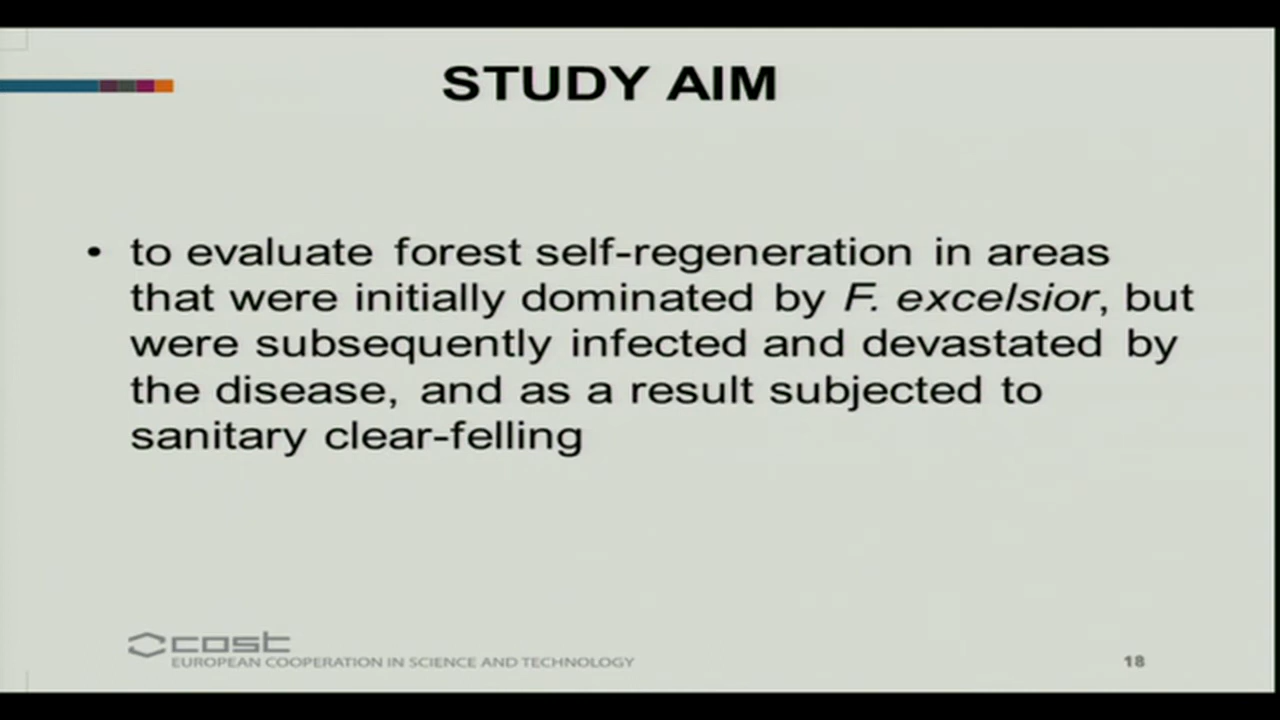 STUDY AIM
• to evaluate forest self-regeneration in areas
that were initially dominated by F. excelsior, but
were subsequently infected and devastated by
the disease, and as a result subjected to
sanitary clear-felling
cost
EUROPEAN COOPERATION IN SCIENCE AND TECHNOLOGY
18